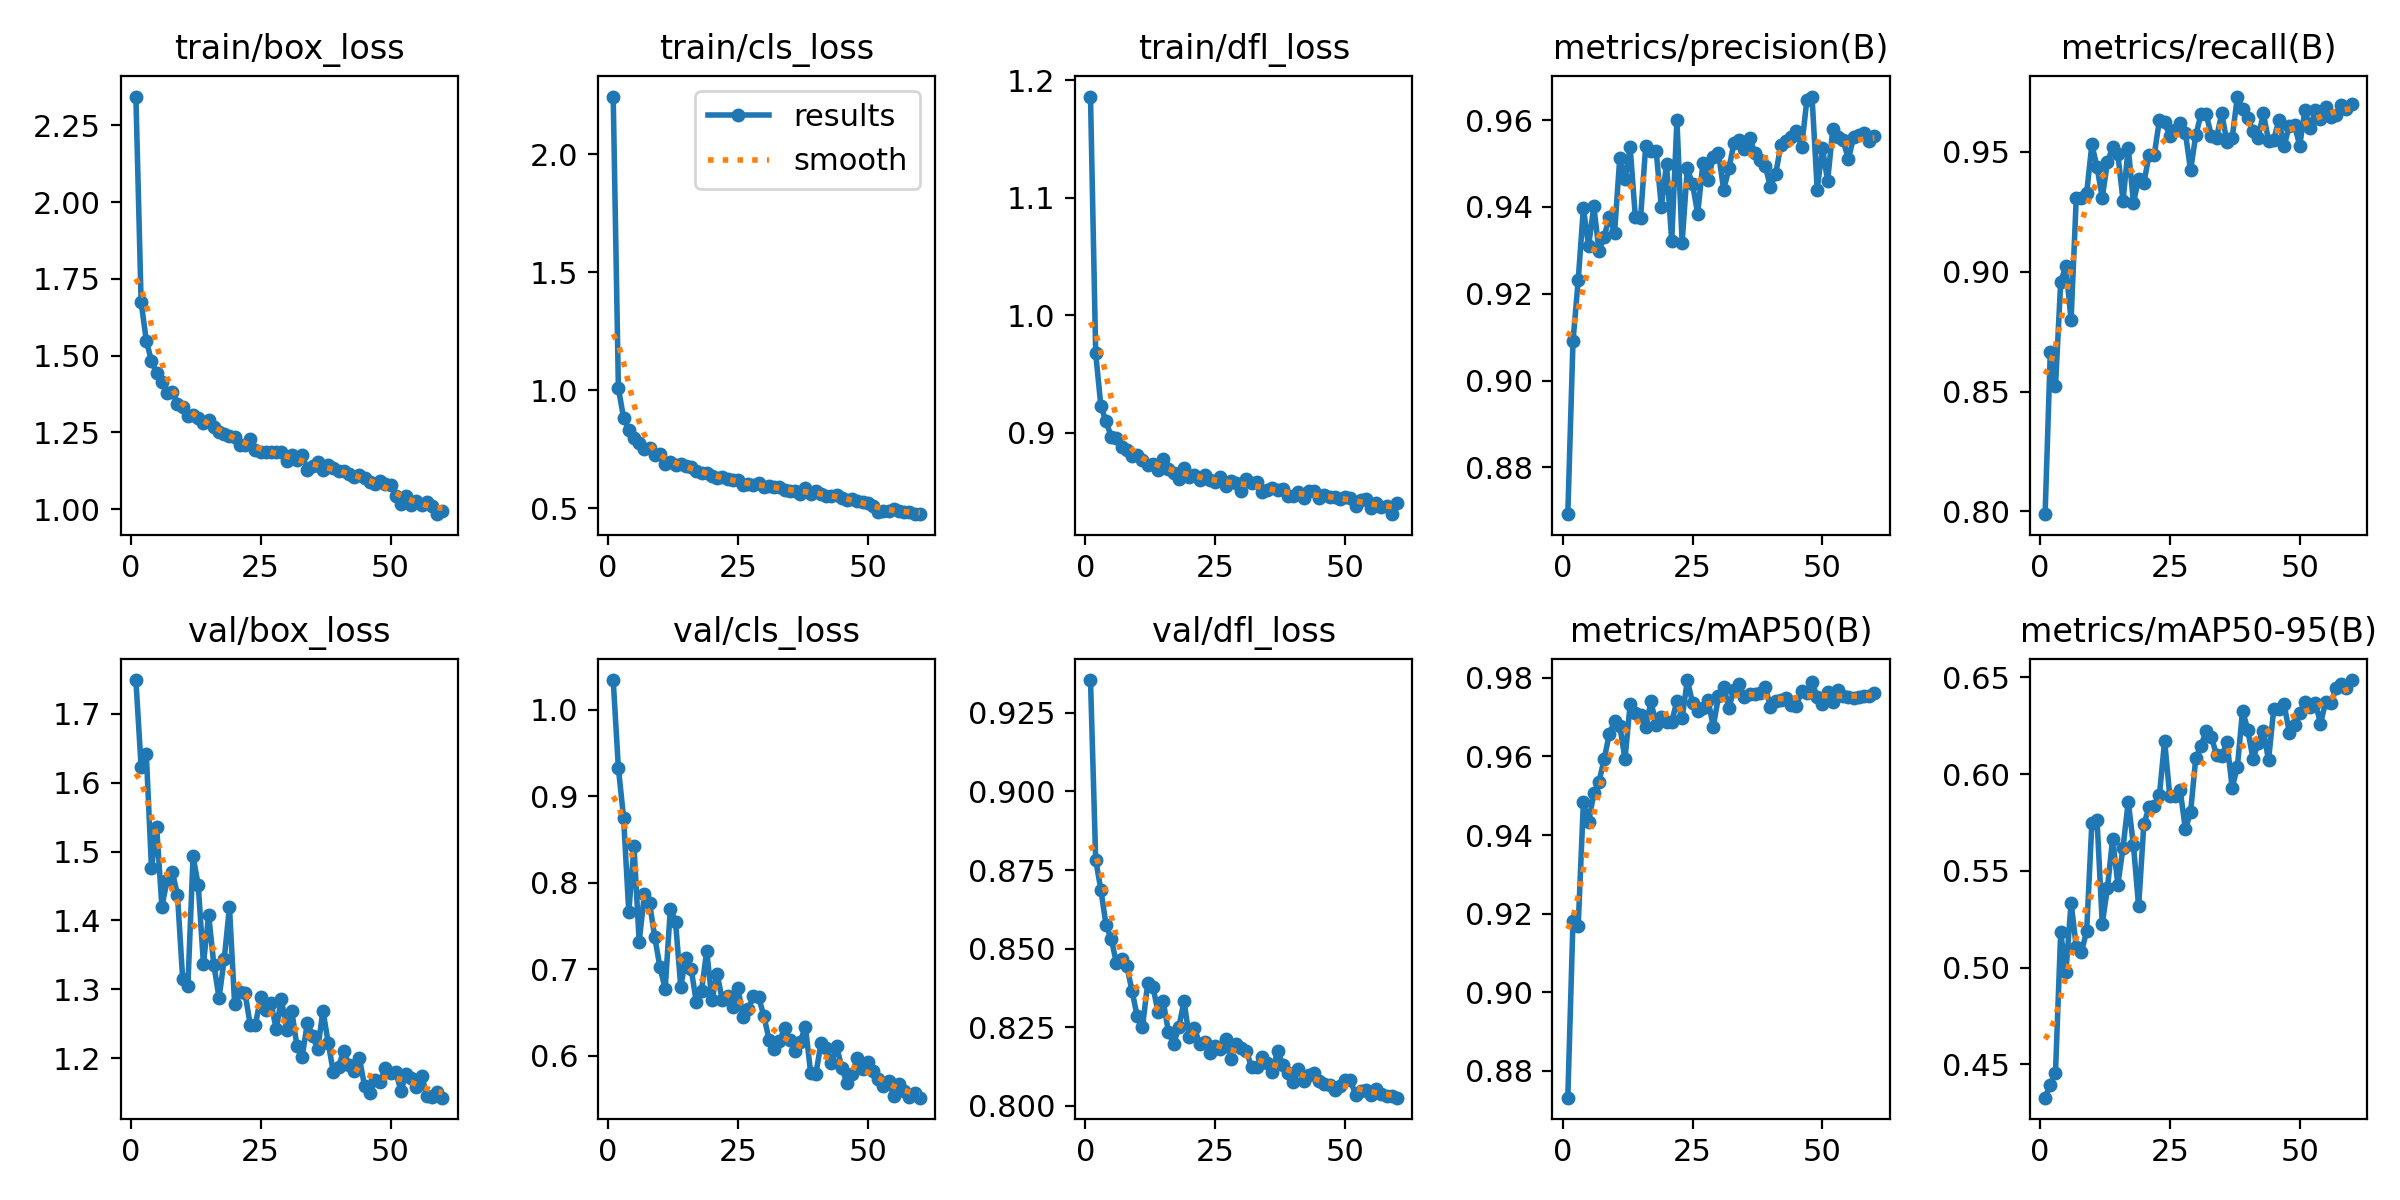 train/box_loss
2.25
2.00
1.75
1.50
1.25
1.00
0 25 50
train/cls_loss
results
smooth
2.0
1.5
1.0
0.5
0 25 50
train/dfl_loss
1.2
1.1
1.0
0.9
0 25 50
metrics/precision(B)
0.96
0.94
0.92
0.90
0.88
0 25 50
metrics/recall(B)
0.95
0.90
0.85
0.80
0 25 50
val/box_loss
1.7
1.6
1.5
1.4
1.3
1.2
0 25 50
val/cls_loss
1.0
0.9
0.8
0.7
0.6
0 25 50
val/dfl_loss
0.925
0.900
0.875
0.850
0.825
0.800
0 25 50
metrics/mAP50(B)
0.98
0.96
0.94
0.92
0.90
0.88
0 25 50
metrics/mAP50-95(B)
0.65
0.60
0.55
0.50
0.45
0 25 50